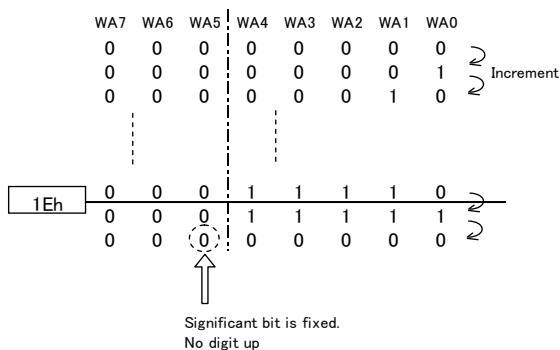 WA7 WA6 WA5 WA4 WA3 WA2 WA1 WA0
0 0 0 0 0 0 0 0
0 0 0 0 0 0 0 1 Increment
0 0 0 0 0 0 1 0
1Eh 0 0 0 1 1 1 1 0
0 0 0 1 1 1 1 1
0 0 0 0 0 0 0 0
Significant bit is fixed.
No digit up